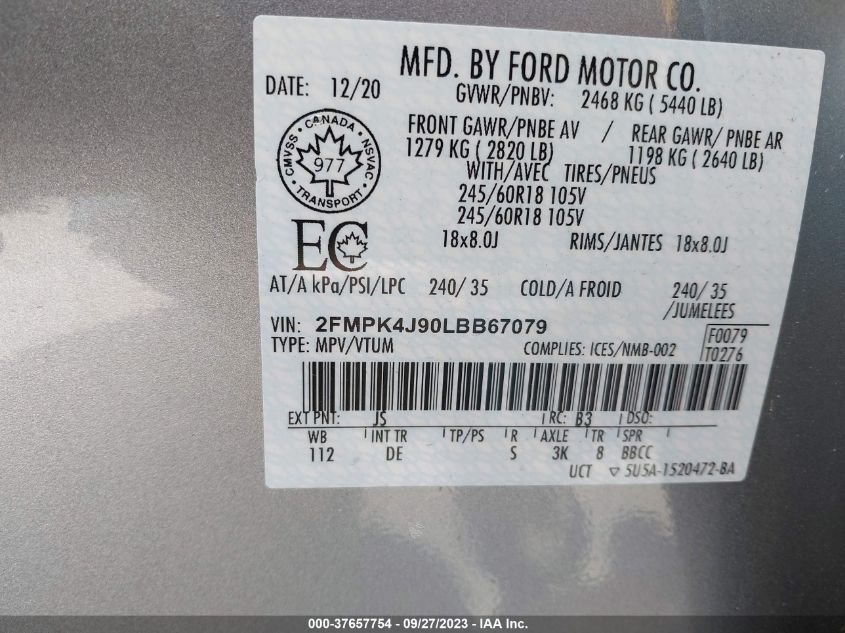 MFD. BY FORD MOTOR CO.
DATE: 12/20
GVWR/PNBV: 2468 KG ( 5440 LB)
FRONT GAWR/PNBE AV / REAR GAWR/ PNBE AR
1279 KG ( 2820 LB) 1198 KG ( 2640 LB)
WITH/AVEC TIRES/PNEUS
245/60R18 105V
245/60R18 105V
18x8.0J RIMS/JANTES 18x8.0J
CANADA
CMVSS NSVAC
977
TRANSPORT
EC
AT/A kPa/PSI/LPC 240/ 35 COLD/A FROID 240/ 35
/JUMELEES
VIN: 2FMPK4J90LBB67079
F0079
TYPE: MPV/VTUM COMPLIES: ICES/NMB-002
T0276
EXT PNT: JS RC: B3 DSO:
WB INT TR TP/PS R AXLE TR SPR
112 DE S 3K 8 BBCC
UCT 5U5A-1520472-BA
000-37657754 - 09/27/2023 - IAA Inc.